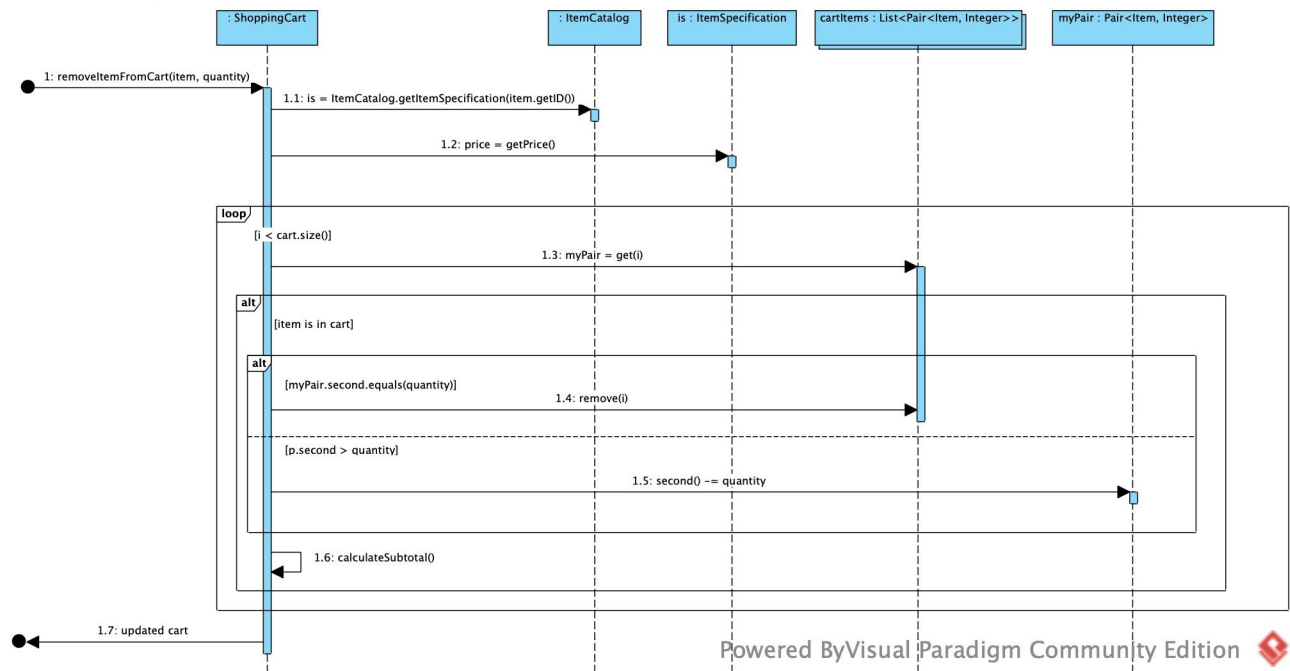 : ShoppingCart
: ItemCatalog
is : ItemSpecification
cartItems : List<Pair<Item, Integer>>
myPair : Pair<Item, Integer>
1: removeItemFromCart(item, quantity)
1.1: is = ItemCatalog.getItemSpecification(item.getID())
1.2: price = getPrice()
loop
[i < cart.size()]
1.3: myPair = get(i)
alt
[item is in cart]
alt
[myPair.second.equals(quantity)]
1.4: remove(i)
[p.second > quantity]
1.5: second() -= quantity
1.6: calculateSubtotal()
1.7: updated cart
Powered ByVisual Paradigm Community Edition